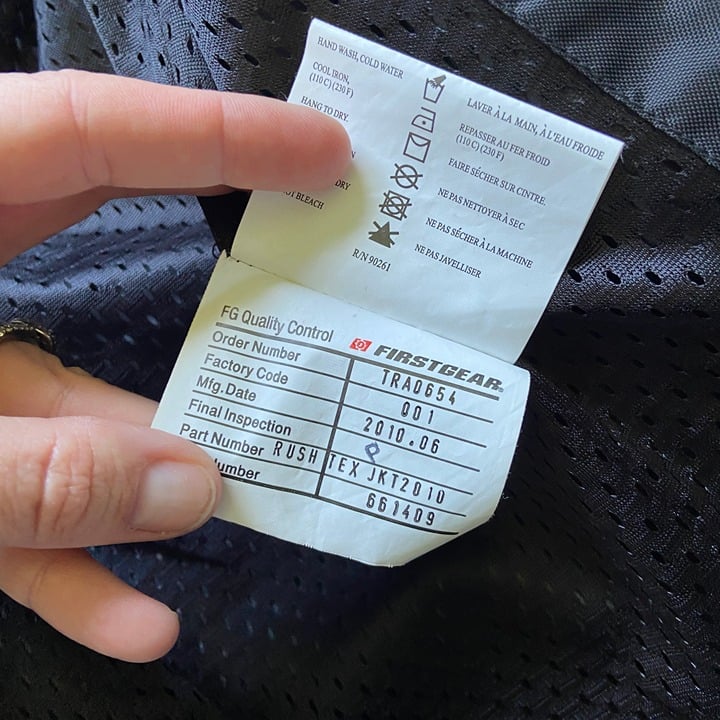 HAND WASH, COLD WATER
COOL IRON,
(110 C) (230 F)
HANG TO DRY.
DRY
BLEACH
LAVER À LA MAIN, À L'EAU FROIDE
REPASSER AU FER FROID
(110 C) (230 F)
FAIRE SÉCHER SUR CINTRE.
NE PAS NETTOYER À SEC
NE PAS SÉCHER À LA MACHINE
NE PAS JAVELLISER
R/N 90261
FG Quality Control FIRSTGEAR
Order Number TRA0654
Factory Code 001
Mfg. Date 2010.06
Final Inspection
Part Number RUSH TEX JKT2010
661409